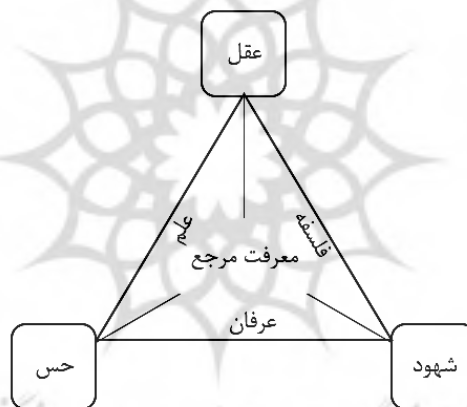 عقل
علم
فلسفه
معرفت مرجع
عرفان
شهود
حس